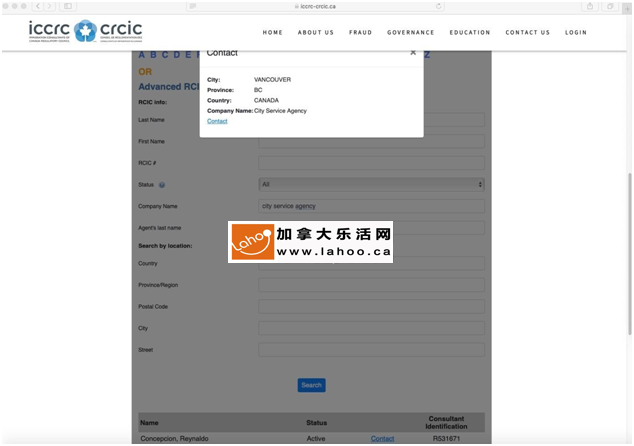 iccrc-crcic.ca
iccrc crcic
HOME ABOUT US FRAUD GOVERNANCE EDUCATION CONTACT US LOGIN
Contact ×
City: VANCOUVER
Province: BC
Country: CANADA
Company Name: City Service Agency
Contact
A B C D E F Z
OR
Advanced RCI
RCIC Info:
Last Name
First Name
RCIC #
Status All
Company Name city service agency
Agent's last name
加拿大乐活网
Lahoo
www.lahoo.ca
Search by location:
Country
Province/Region
Postal Code
City
Street
Search
Name Status Consultant Identification
Concepcion, Reynaldo Active Contact R531671